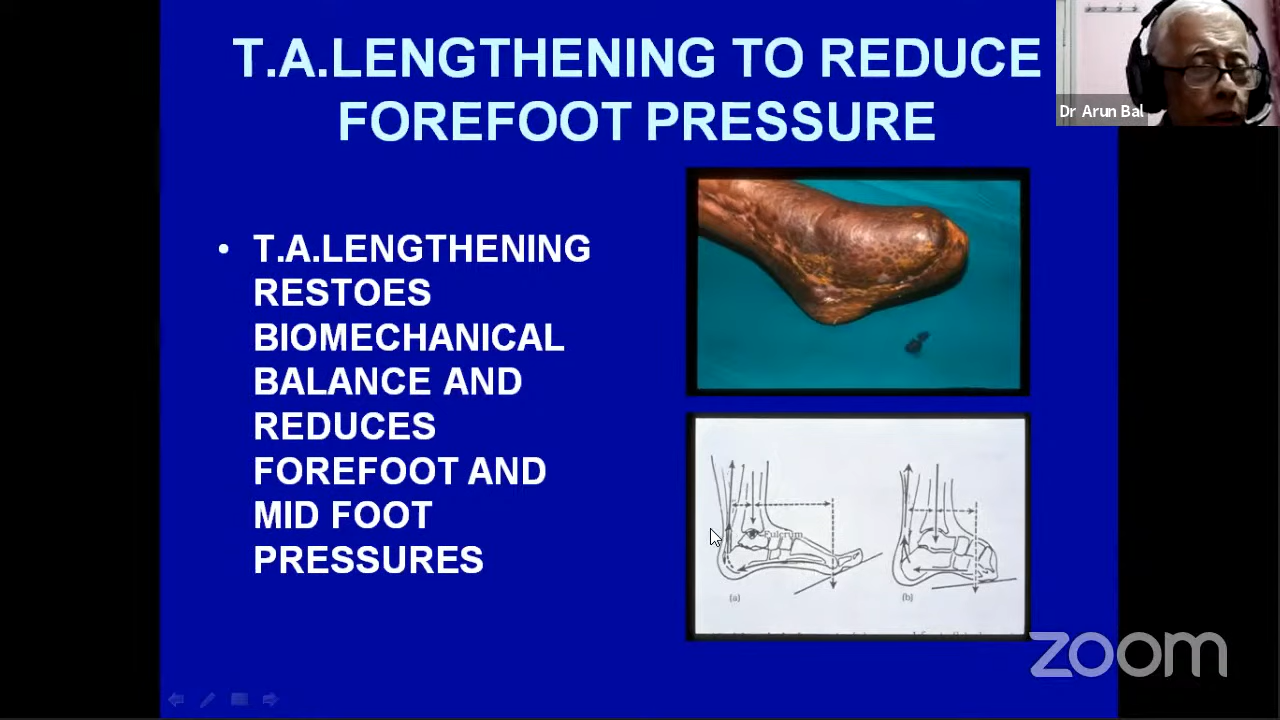 T.A.LENGTHENING TO REDUCE
FOREFOOT PRESSURE
Dr Arun Bal
• T.A.LENGTHENING
RESTOES
BIOMECHANICAL
BALANCE AND
REDUCES
FOREFOOT AND
MID FOOT
PRESSURES
Fulcrum
(a)
(b)
zoom